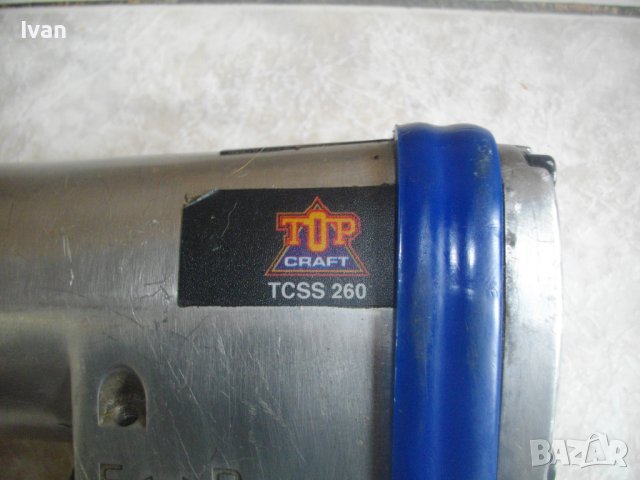 Ivan
TOP
CRAFT
TCSS 260
F
R
BAZAR